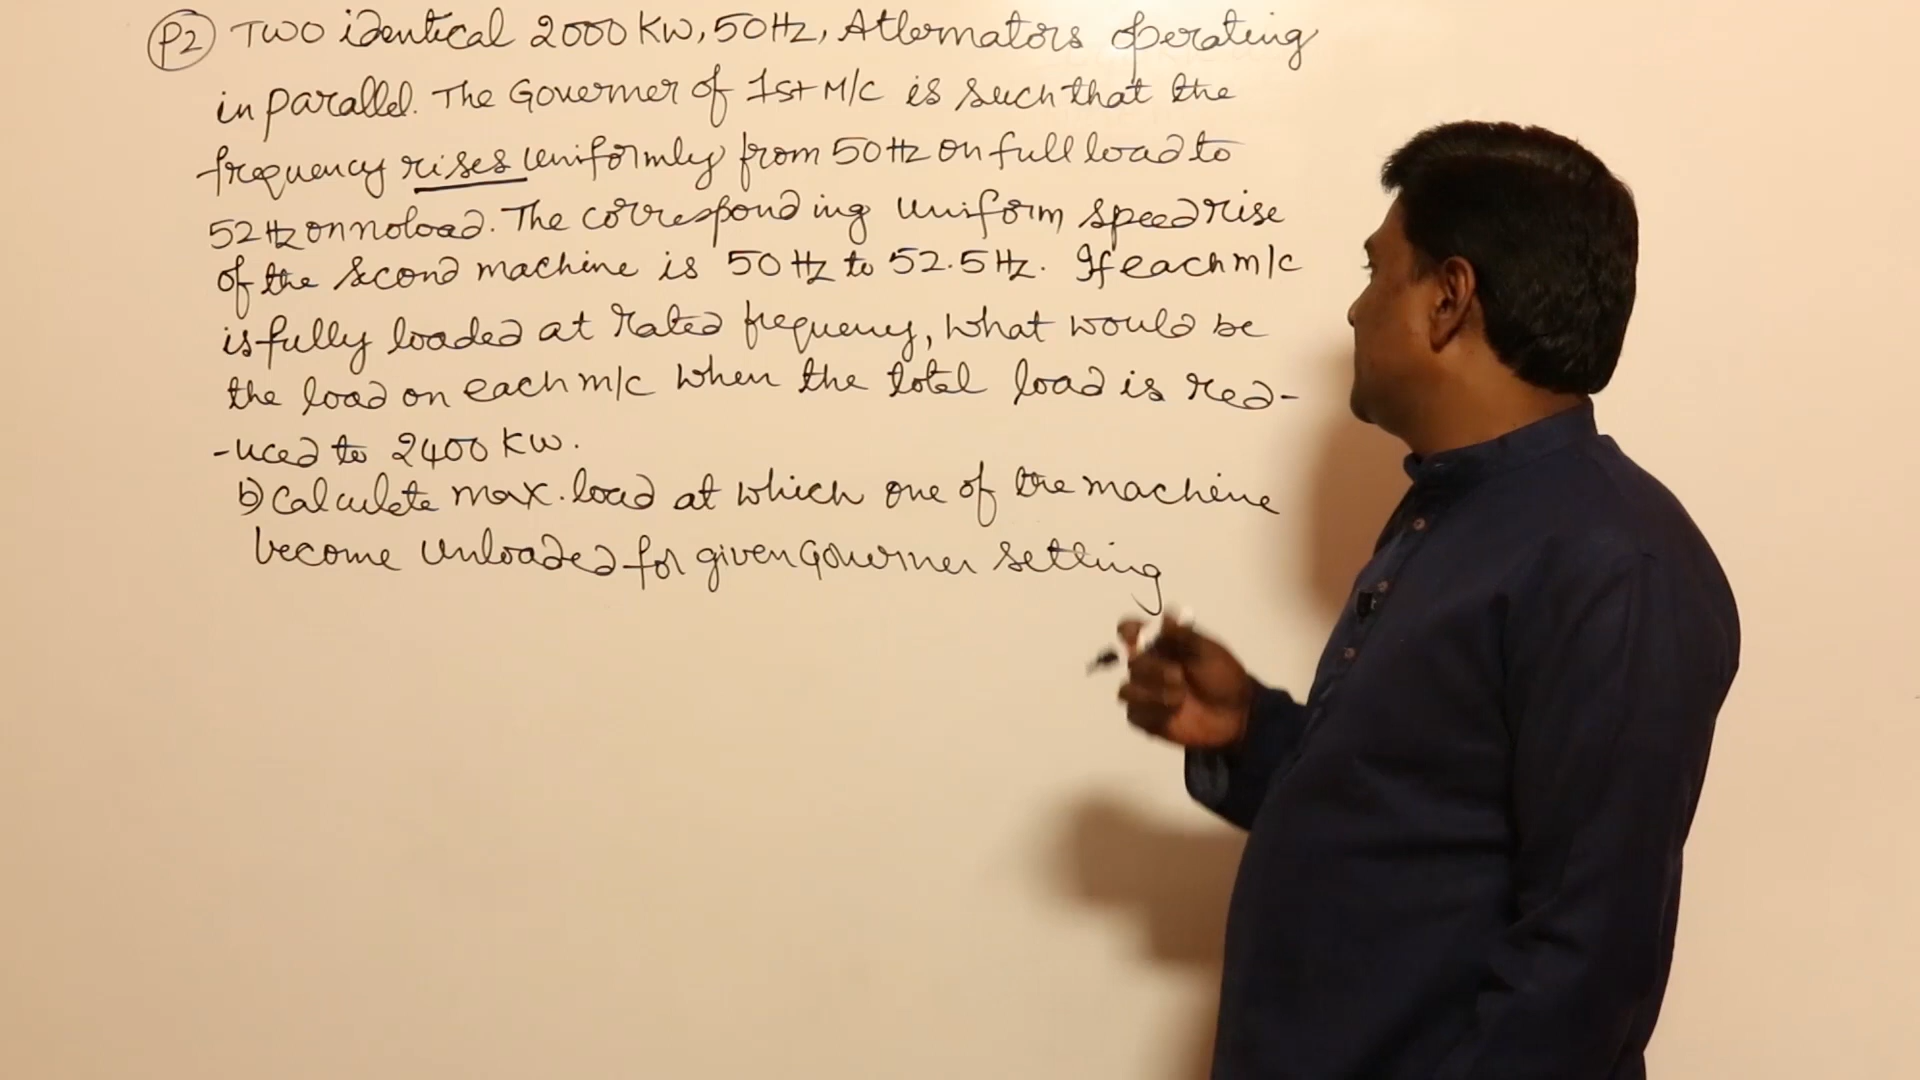 P2 Two identical 2000 KW, 50Hz, Alternators operating
in parallel. The Governer of 1st M/C is such that the
frequency rises uniformly from 50Hz on full load to
52Hz on no load. The corresponding uniform speed rise
of the second machine is 50Hz to 52.5Hz. If each m/c
is fully loaded at rated frequency, what would be
the load on each m/c when the total load is red-
-uced to 2400 KW.
b) Calculate max. load at which one of the machine
become unloaded for given Governer setting